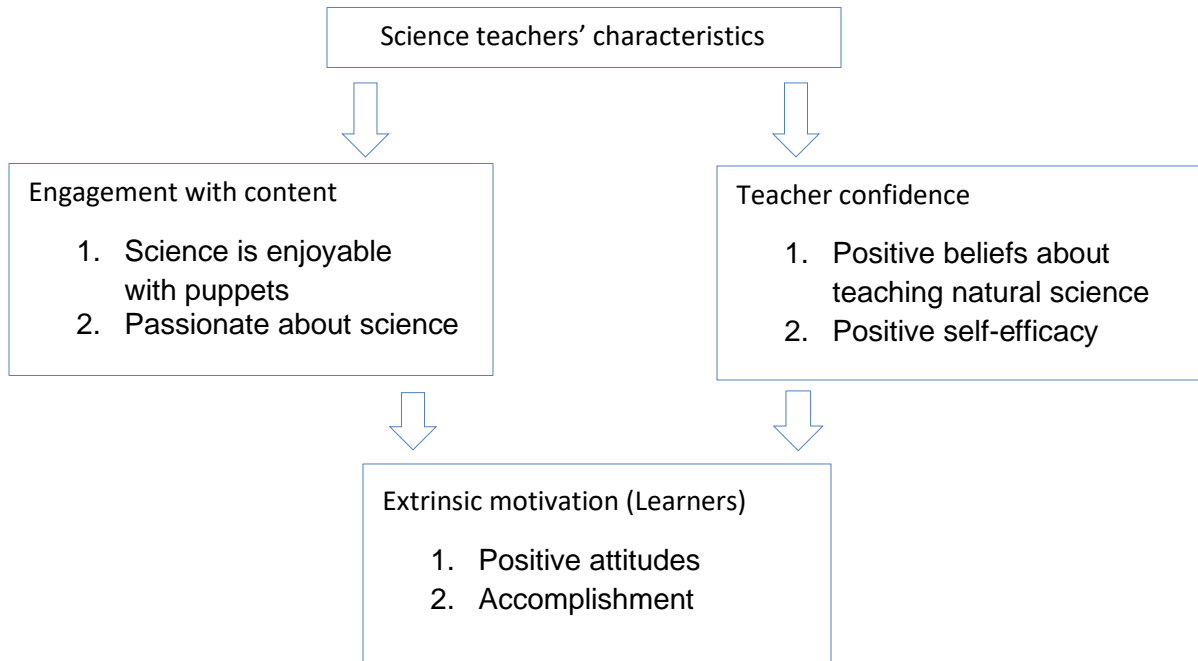 Science teachers’ characteristics
Engagement with content
1. Science is enjoyable
with puppets
2. Passionate about science
Teacher confidence
1. Positive beliefs about
teaching natural science
2. Positive self-efficacy
Extrinsic motivation (Learners)
1. Positive attitudes
2. Accomplishment